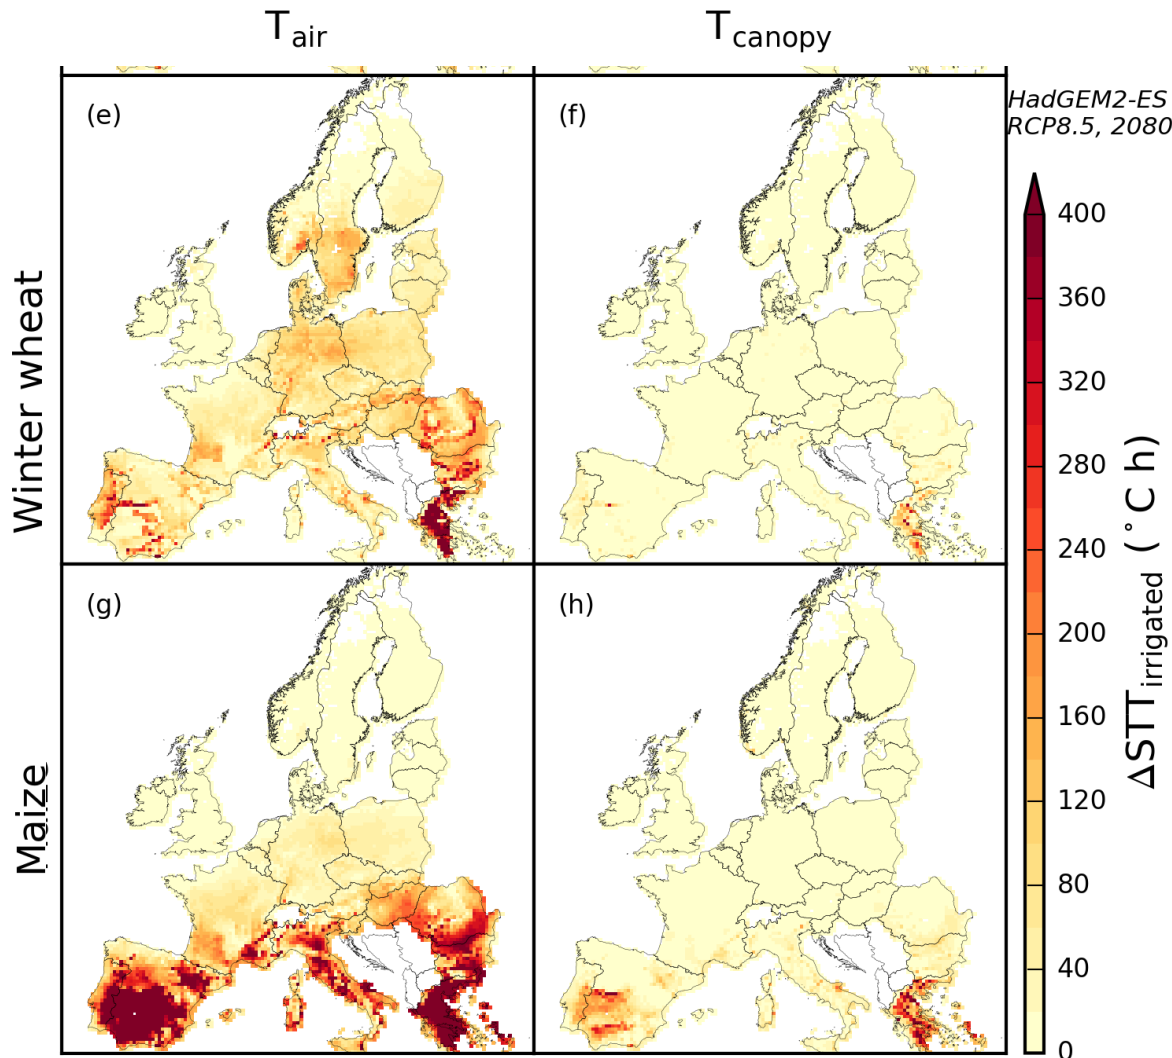 T_air
T_canopy
(e)
(f)
HadGEM2-ES
RCP8.5, 2080
Winter wheat
400
360
320
280
240
200
160
120
80
40
0
ΔSTT_irrigated (°C h)
(g)
(h)
Maize